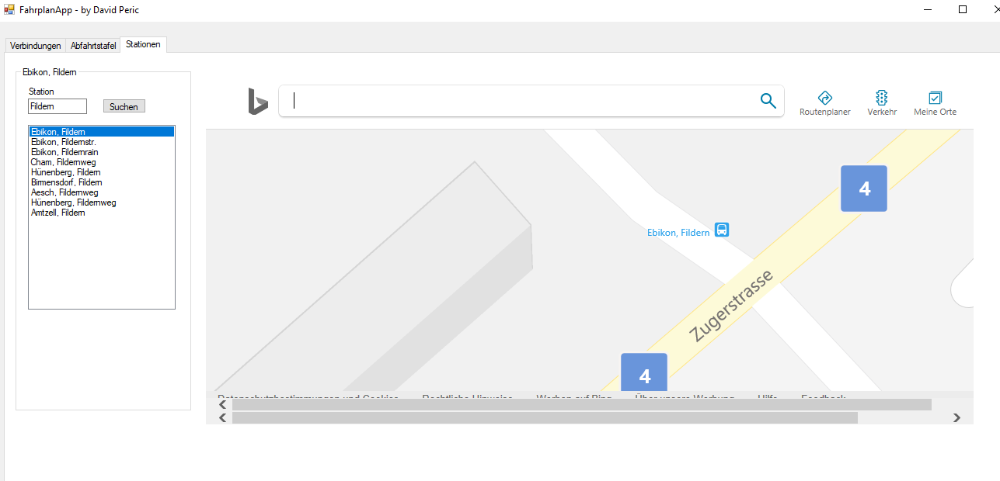 FahrplanApp - by David Peric
Verbindungen Abfahrtstafel Stationen
Ebikon, Fildern
Station
Fildern Suchen
Ebikon, Fildern
Ebikon, Fildernstr.
Ebikon, Fildernrain
Cham, Fildernweg
Hünenberg, Fildern
Birmensdorf, Fildern
Aesch, Fildernweg
Hünenberg, Fildernweg
Amtzell, Fildern
Routenplaner Verkehr Meine Orte
4
Ebikon, Fildern
Zugerstrasse
4
Datenschutzbestimmungen und Cookies Rechtliche Hinweise Werben auf Bing Über unsere Werbung Hilfe Feedback